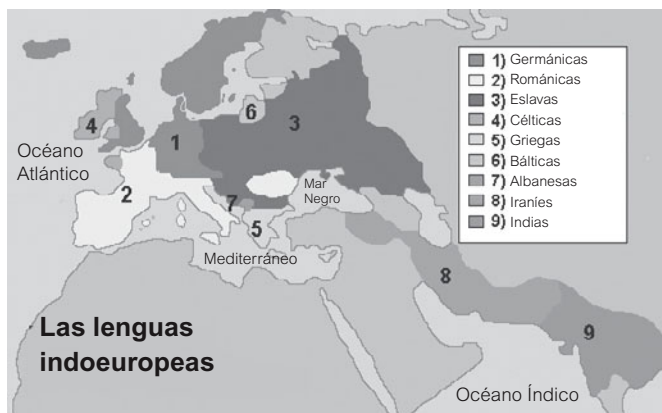 1) Germánicas
2) Románicas
3) Eslavas
4) Célticas
5) Griegas
6) Bálticas
7) Albanesas
8) Iraníes
9) Indias
6
3
4
1
Océano
Atlántico
2
Mar
Negro
7
5
Mediterráneo
8
Las lenguas
indoeuropeas
9
Océano Índico